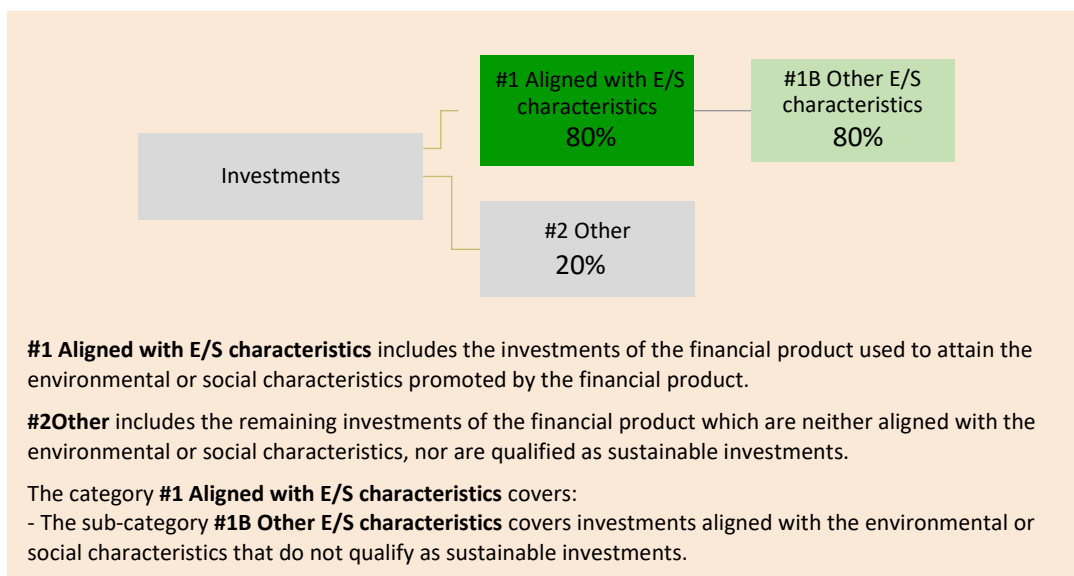 #1 Aligned with E/S
characteristics
80%
#1B Other E/S
characteristics
80%
Investments
#2 Other
20%
#1 Aligned with E/S characteristics includes the investments of the financial product used to attain the
environmental or social characteristics promoted by the financial product.
#2Other includes the remaining investments of the financial product which are neither aligned with the
environmental or social characteristics, nor are qualified as sustainable investments.
The category #1 Aligned with E/S characteristics covers:
- The sub-category #1B Other E/S characteristics covers investments aligned with the environmental or
social characteristics that do not qualify as sustainable investments.